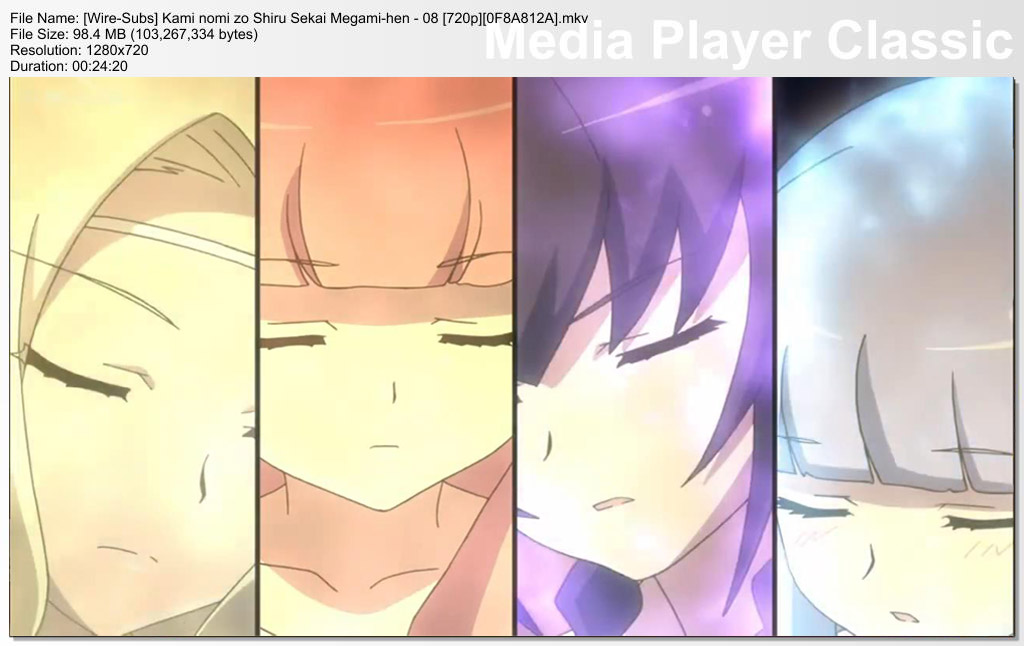 File Name: [Wire-Subs] Kami nomi zo Shiru Sekai Megami-hen - 08 [720p][0F8A812A].mkv
File Size: 98.4 MB (103,267,334 bytes)
Resolution: 1280x720
Duration: 00:24:20
Media Player Classic